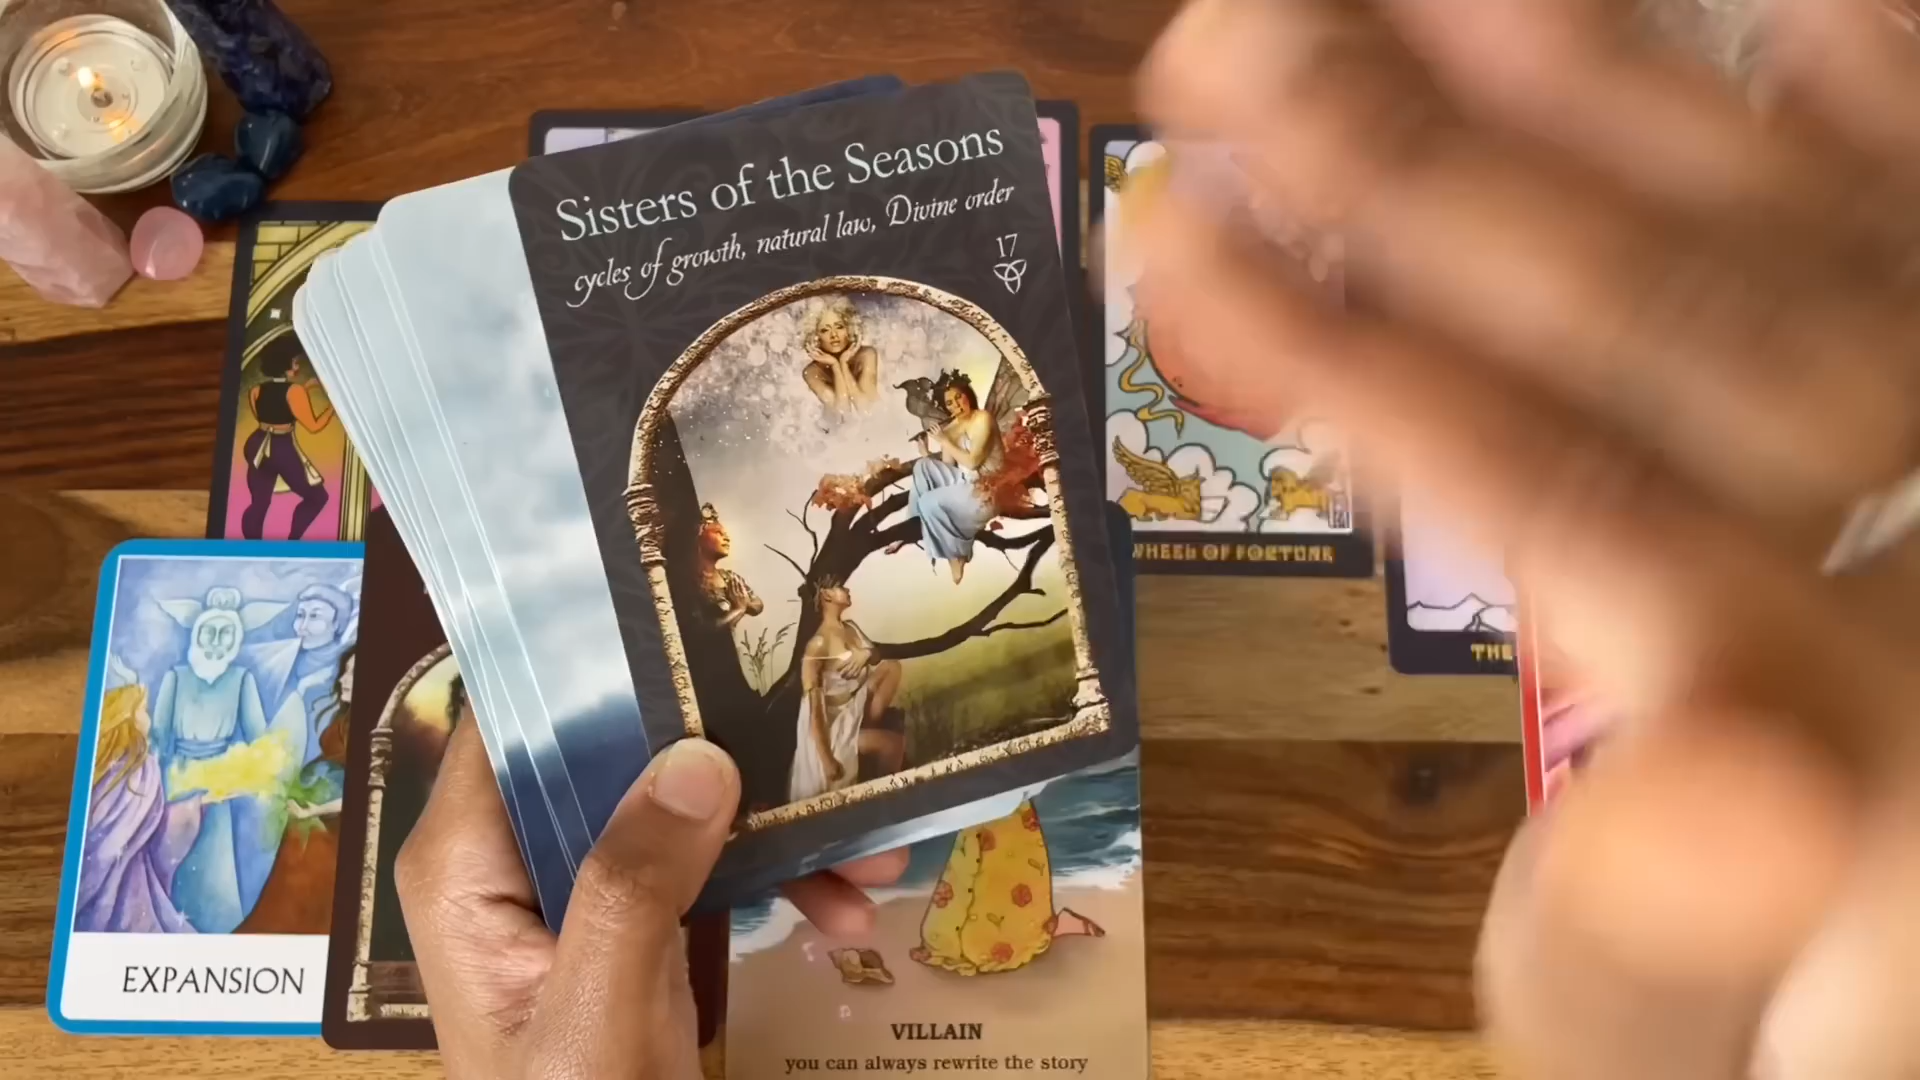 Sisters of the Seasons
cycles of growth, natural law, Divine order
17
WHEEL OF FORTUNE
THE
EXPANSION
VILLAIN
you can always rewrite the story